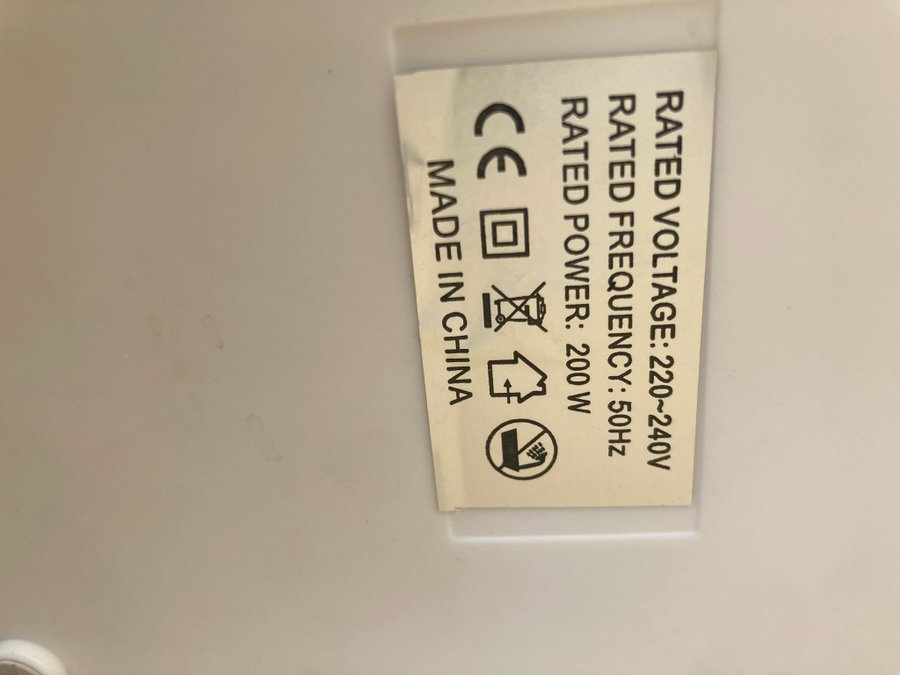 RATED VOLTAGE: 220~240V
RATED FREQUENCY: 50Hz
RATED POWER: 200 W
CE
MADE IN CHINA